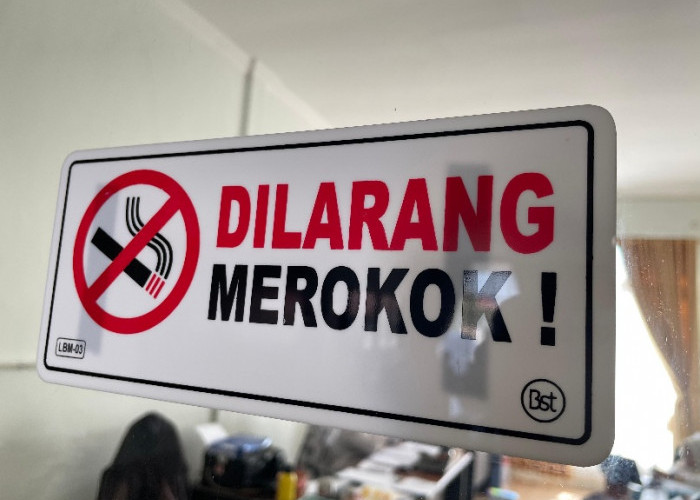 DILARANG
MEROKOK !
LBM-03
Bst